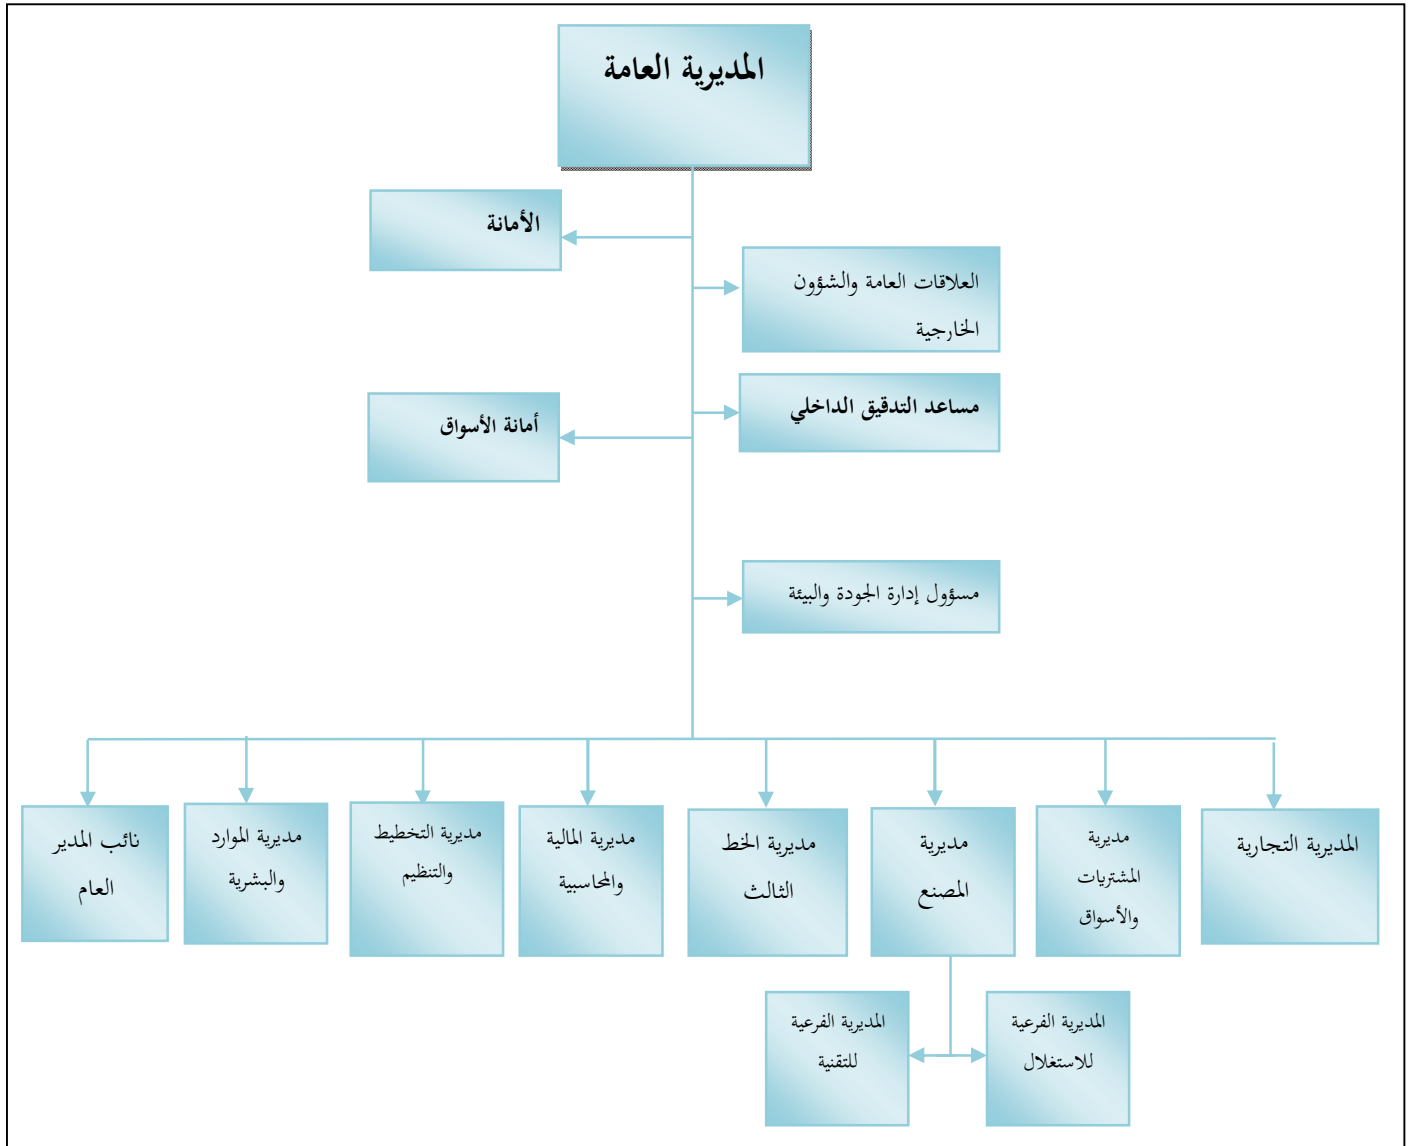 المديرية العامة
الأمانة
العلاقات العامة والشؤون
الخارجية
مساعد التدقيق الداخلي
أمانة الأسواق
مسؤول إدارة الجودة والبيئة
المديرية التجارية
مديرية
المشتريات
والأسواق
مديرية
المصنع
مديرية الخط
الثالث
مديرية المالية
والمحاسبية
مديرية التخطيط
والتنظيم
مديرية الموارد
والبشرية
نائب المدير
العام
المديرية الفرعية
للاستغلال
المديرية الفرعية
للتقنية